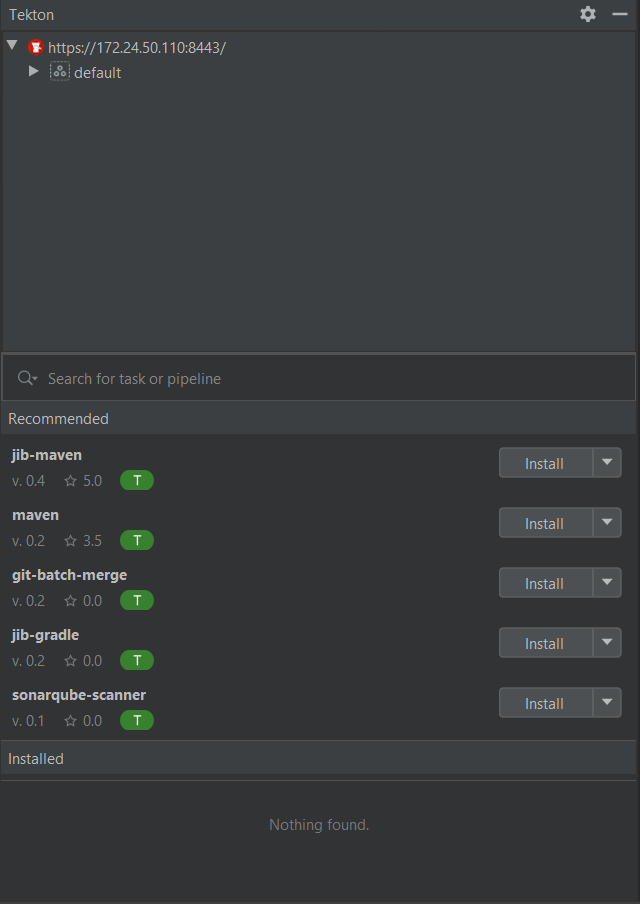 Tekton
https://172.24.50.110:8443/
default
Search for task or pipeline
Recommended
jib-maven
Install
v. 0.4 5.0 T
maven
Install
v. 0.2 3.5 T
git-batch-merge
Install
v. 0.2 0.0 T
jib-gradle
Install
v. 0.2 0.0 T
sonarqube-scanner
Install
v. 0.1 0.0 T
Installed
Nothing found.